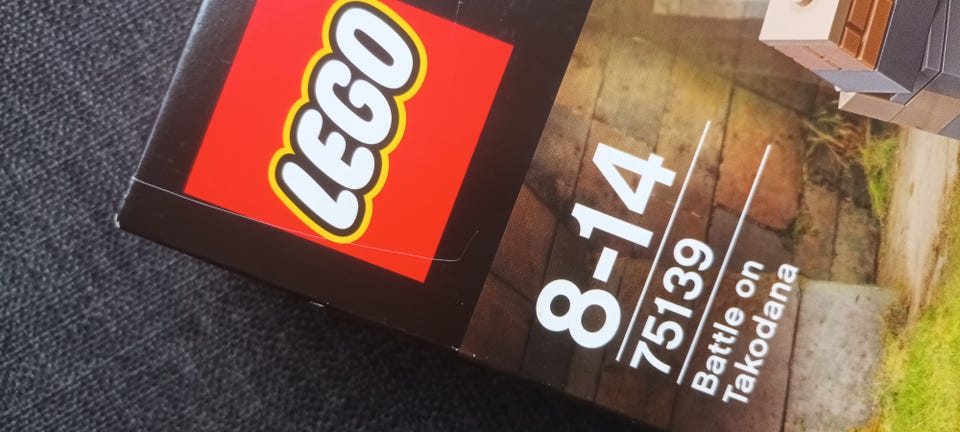 LEGO
8-14
75139
Battle on
Takodana